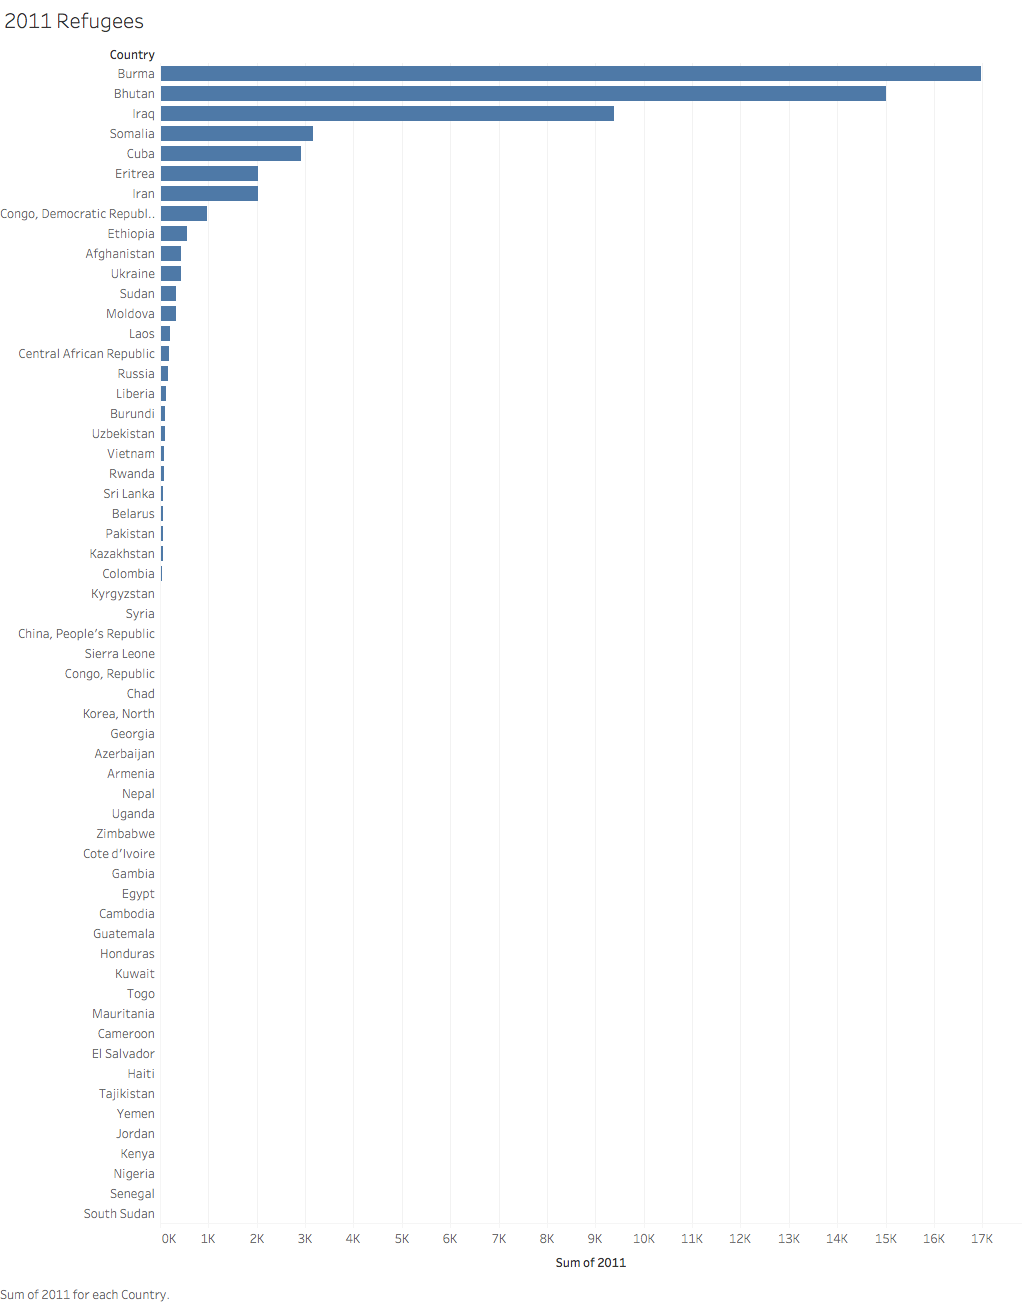 2011 Refugees
Country
Burma
Bhutan
Iraq
Somalia
Cuba
Eritrea
Iran
Congo, Democratic Republ..
Ethiopia
Afghanistan
Ukraine
Sudan
Moldova
Laos
Central African Republic
Russia
Liberia
Burundi
Uzbekistan
Vietnam
Rwanda
Sri Lanka
Belarus
Pakistan
Kazakhstan
Colombia
Kyrgyzstan
Syria
China, People's Republic
Sierra Leone
Congo, Republic
Chad
Korea, North
Georgia
Azerbaijan
Armenia
Nepal
Uganda
Zimbabwe
Cote d'Ivoire
Gambia
Egypt
Cambodia
Guatemala
Honduras
Kuwait
Togo
Mauritania
Cameroon
El Salvador
Haiti
Tajikistan
Yemen
Jordan
Kenya
Nigeria
Senegal
South Sudan
0K 1K 2K 3K 4K 5K 6K 7K 8K 9K 10K 11K 12K 13K 14K 15K 16K 17K
Sum of 2011
Sum of 2011 for each Country.